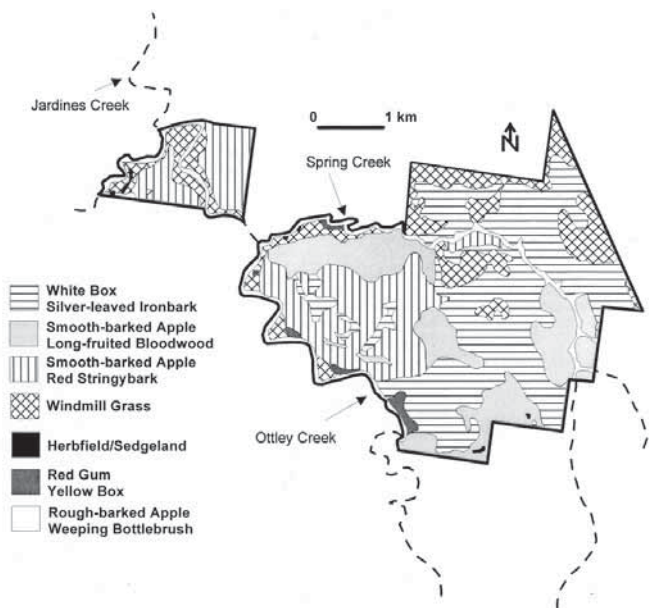 Jardines Creek
0 1 km
N
Spring Creek
White Box
Silver-leaved Ironbark
Smooth-barked Apple
Long-fruited Bloodwood
Smooth-barked Apple
Red Stringybark
Windmill Grass
Herbfield/Sedgeland
Ottley Creek
Red Gum
Yellow Box
Rough-barked Apple
Weeping Bottlebrush